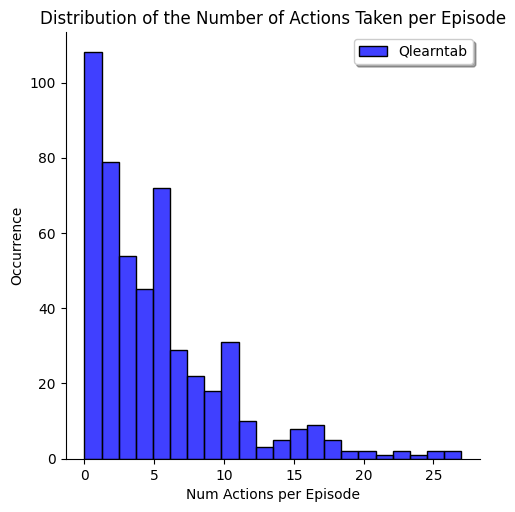 Distribution of the Number of Actions Taken per Episode
Qlearntab
100
80
60
40
20
0
Occurrence
0 5 10 15 20 25
Num Actions per Episode